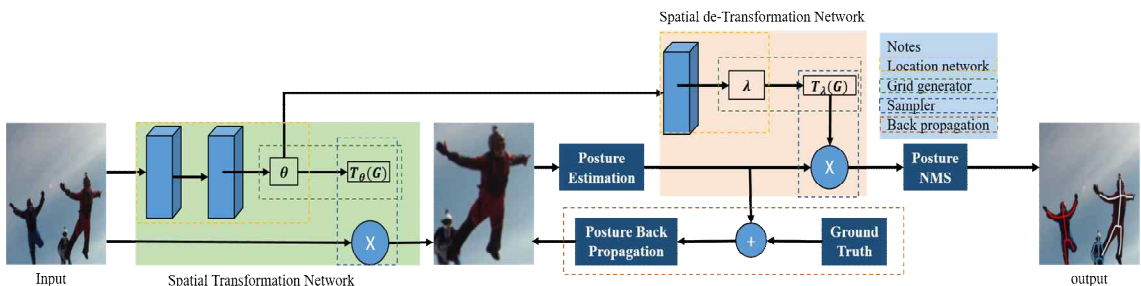 Spatial de-Transformation Network
Notes
Location network
Grid generator
Sampler
Back propagation
λ
T_λ(G)
θ
T_θ(G)
X
Posture
Estimation
X
Posture
NMS
Posture Back
Propagation
+
Ground
Truth
Input
Spatial Transformation Network
output